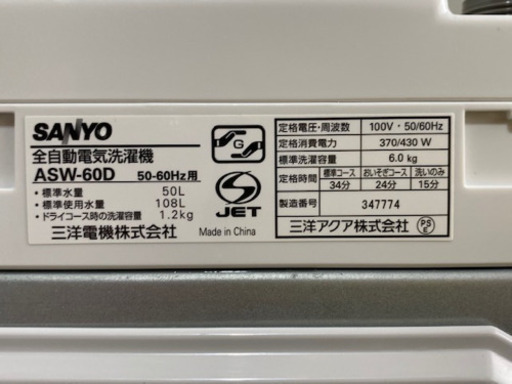 SANYO
全自動電気洗濯機
ASW-60D 50-60Hz用
・標準水量 50L
・標準使用水量 108L
・ドライコース時の洗濯容量 1.2kg
三洋電機株式会社
G
S
JET
Made in China
定格電圧・周波数 100V・50/60Hz
定格消費電力 370/430 W
標準洗濯容量 6.0 kg
定格時間 標準コース おいそぎコース 洗いのみ
34分 24分 15分
製造番号 347774
三洋アクア株式会社
PS
E